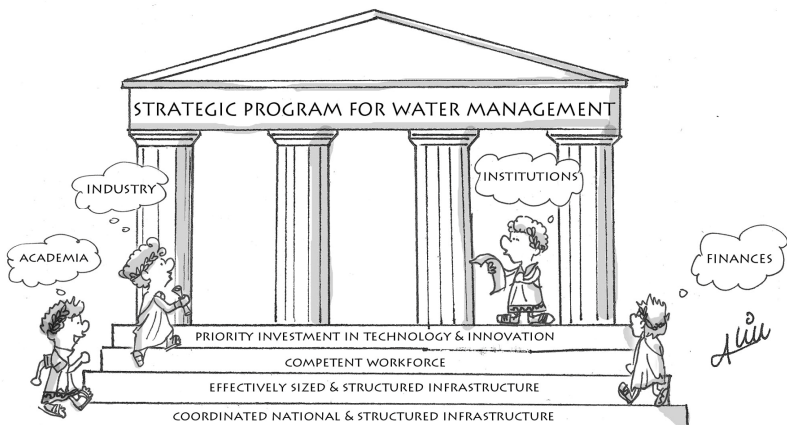 STRATEGIC PROGRAM FOR WATER MANAGEMENT
INDUSTRY
INSTITUTIONS
ACADEMIA
FINANCES
PRIORITY INVESTMENT IN TECHNOLOGY & INNOVATION
COMPETENT WORKFORCE
EFFECTIVELY SIZED & STRUCTURED INFRASTRUCTURE
COORDINATED NATIONAL & STRUCTURED INFRASTRUCTURE